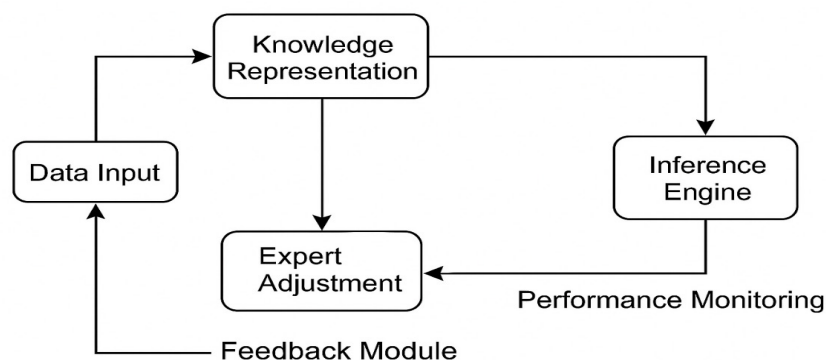 Knowledge
Representation
Data Input
Inference
Engine
Expert
Adjustment
Performance Monitoring
Feedback Module